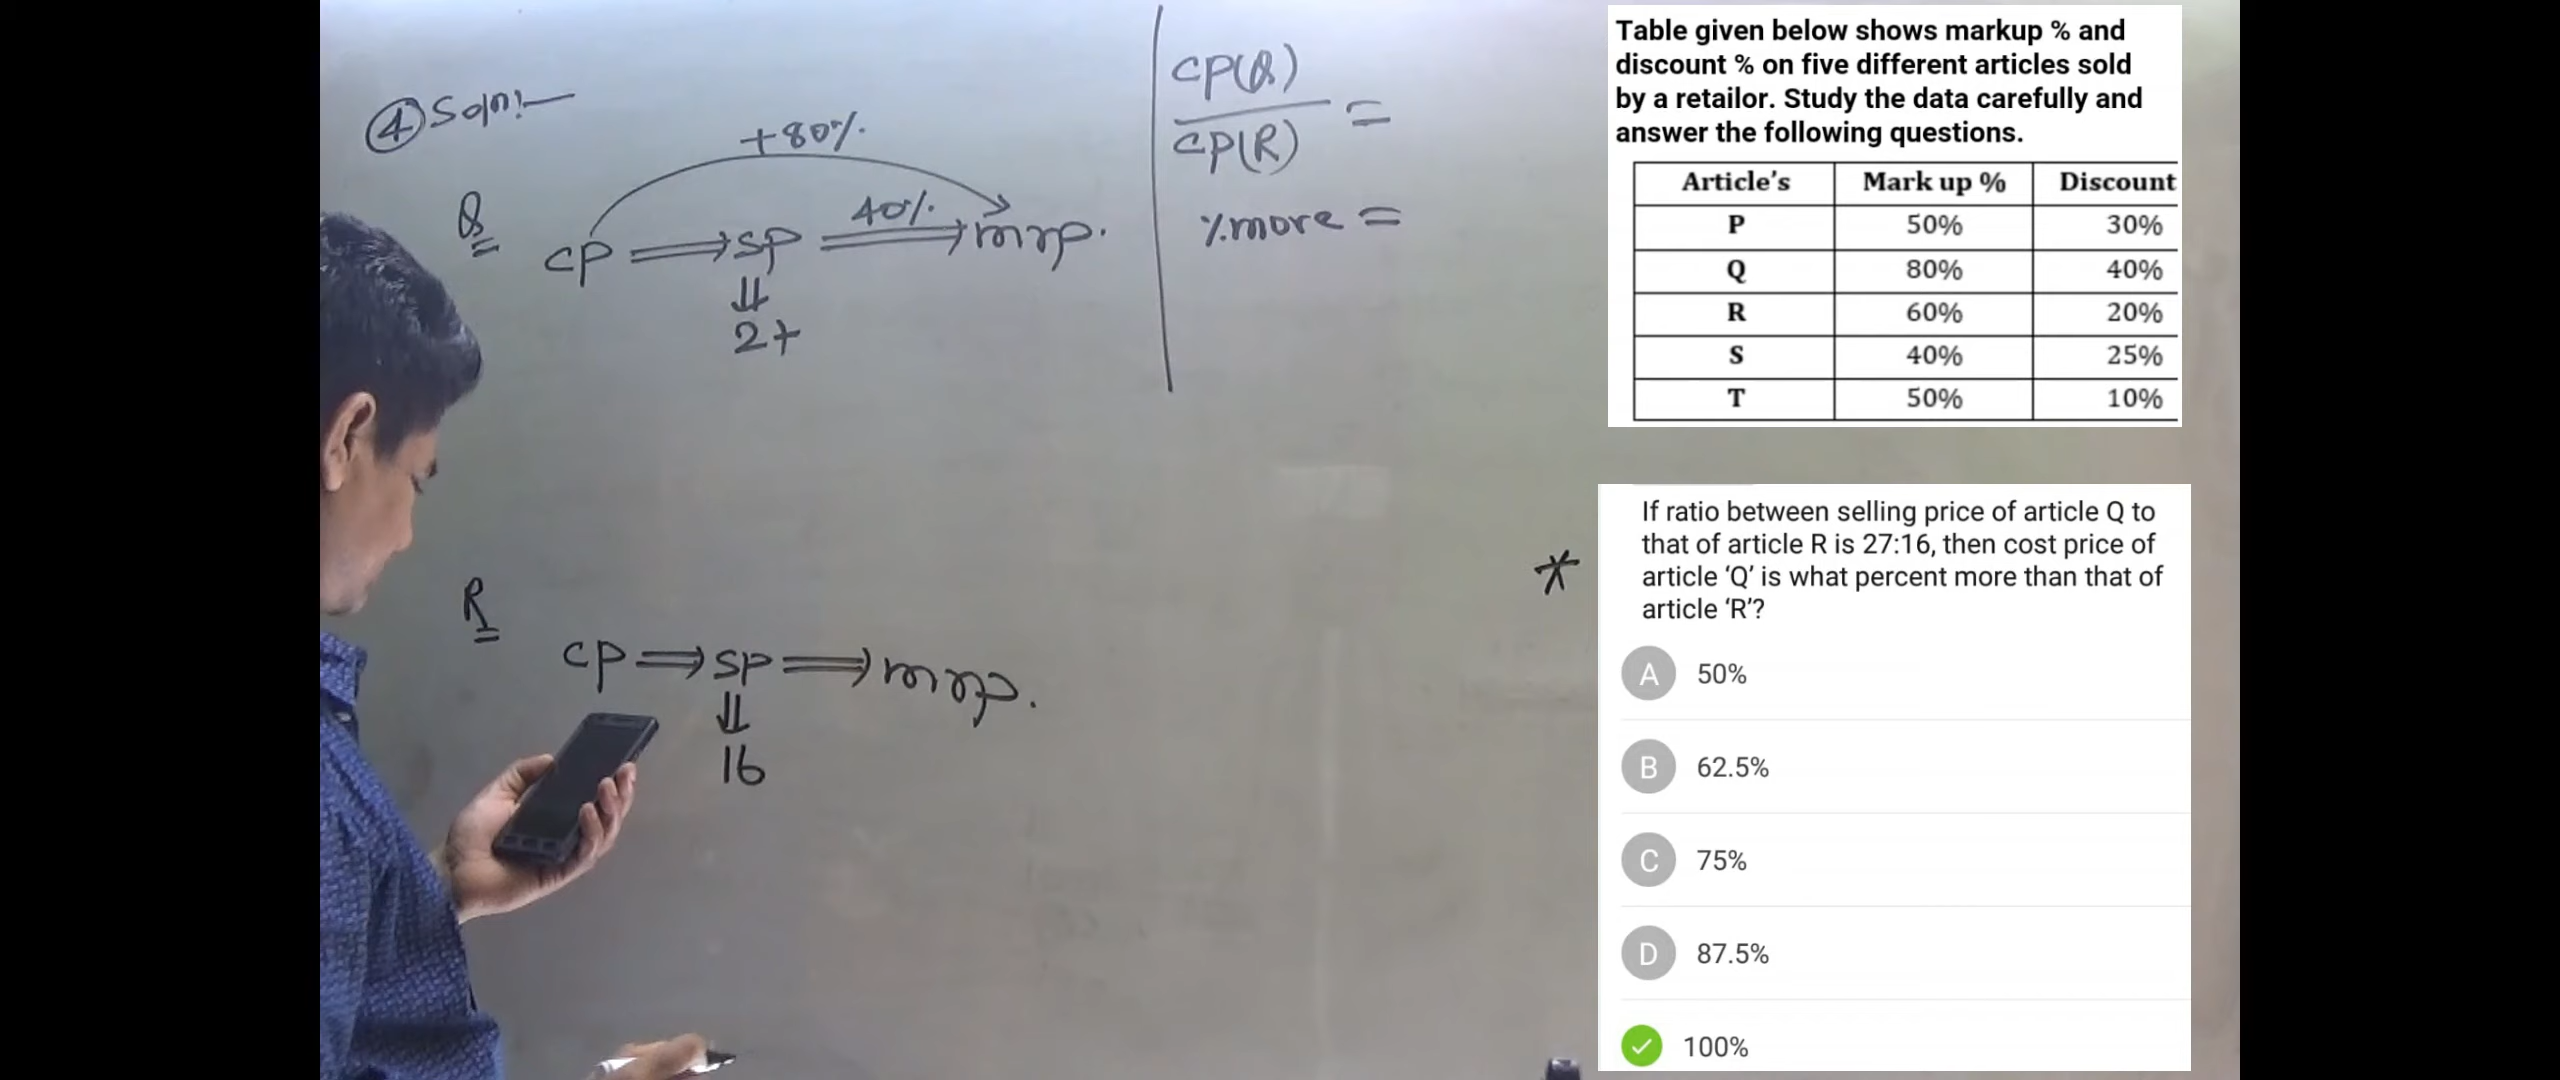 ④ Soln:—
+80%
Q
CP ⟹ SP ⟹ mrp.
40%
⇓
27
CP(Q)
CP(R)
=
%more =
R
CP ⟹ SP ⟹ mrp.
⇓
16
*
Table given below shows markup % and
discount % on five different articles sold
by a retailor. Study the data carefully and
answer the following questions.
Article's Mark up % Discount
P 50% 30%
Q 80% 40%
R 60% 20%
S 40% 25%
T 50% 10%
If ratio between selling price of article Q to
that of article R is 27:16, then cost price of
article ‘Q’ is what percent more than that of
article ‘R’?
A 50%
B 62.5%
C 75%
D 87.5%
100%